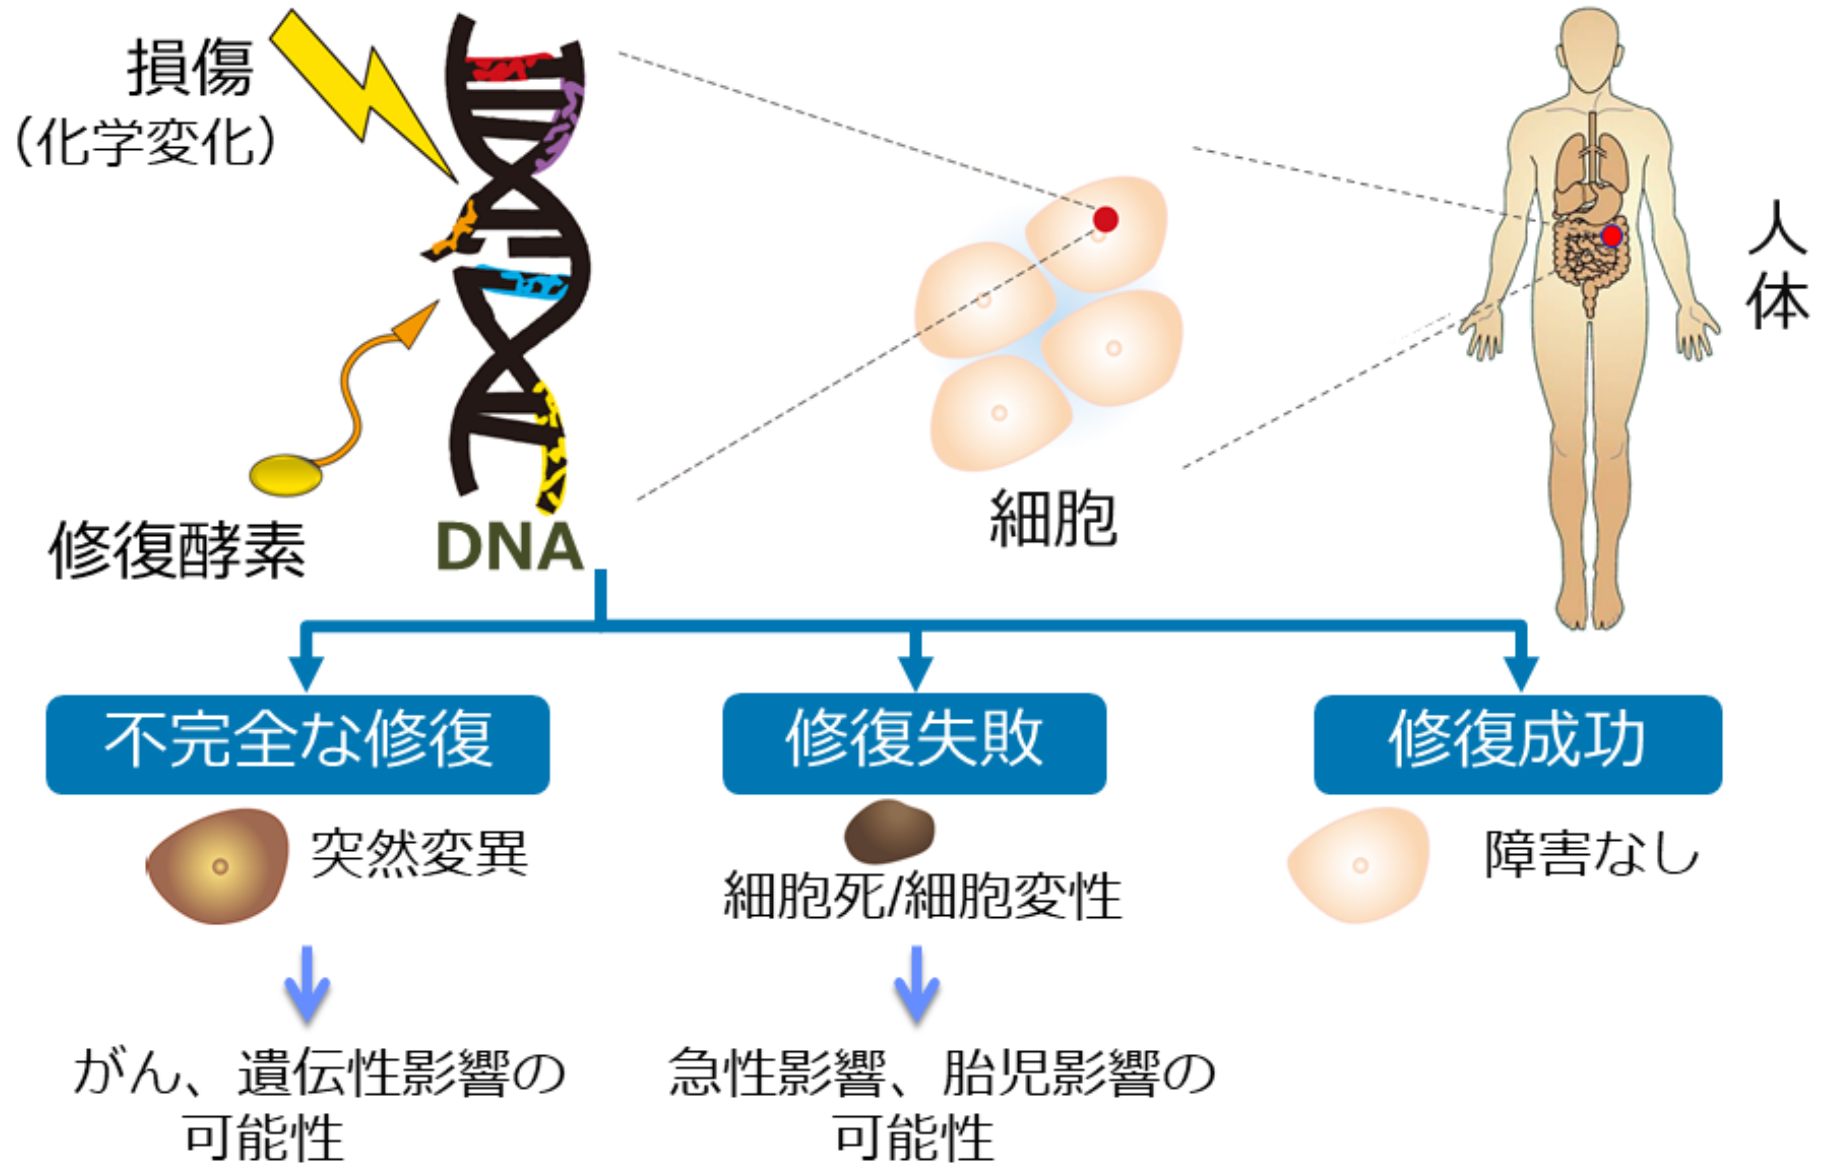 損傷
（化学変化）
人
体
細胞
修復酵素
DNA
不完全な修復
修復失敗
修復成功
突然変異
細胞死/細胞変性
障害なし
がん、遺伝性影響の
可能性
急性影響、胎児影響の
可能性